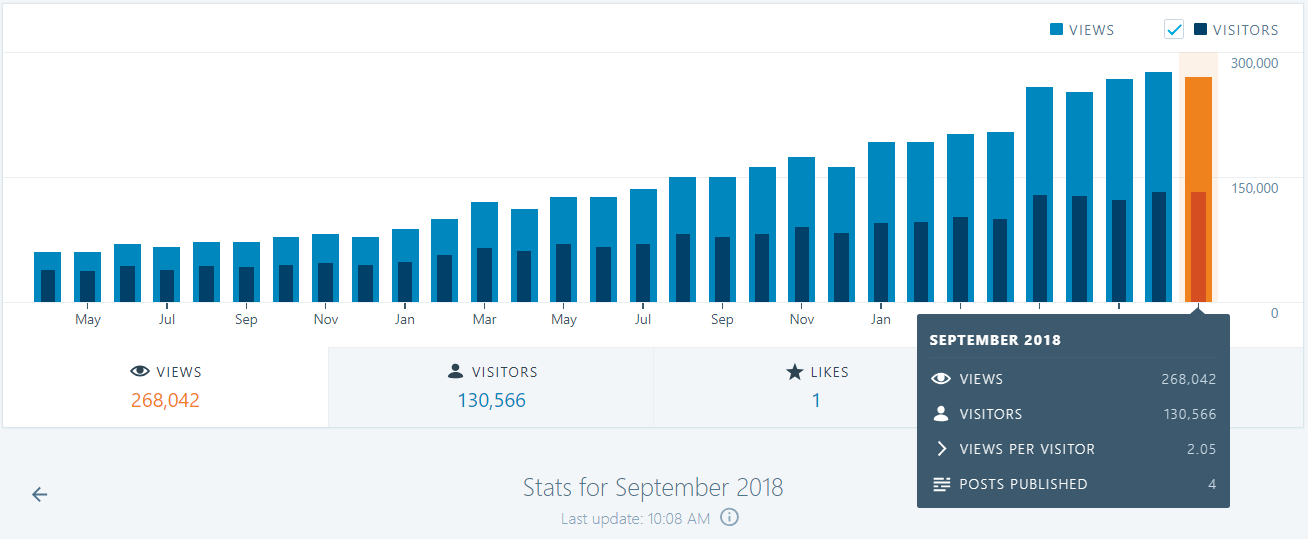 VIEWS VISITORS
300,000
150,000
0
May Jul Sep Nov Jan Mar May Jul Sep Nov Jan
SEPTEMBER 2018
VIEWS 268,042
VISITORS 130,566
VIEWS PER VISITOR 2.05
POSTS PUBLISHED 4
VIEWS
268,042
VISITORS
130,566
LIKES
1
Stats for September 2018
Last update: 10:08 AM